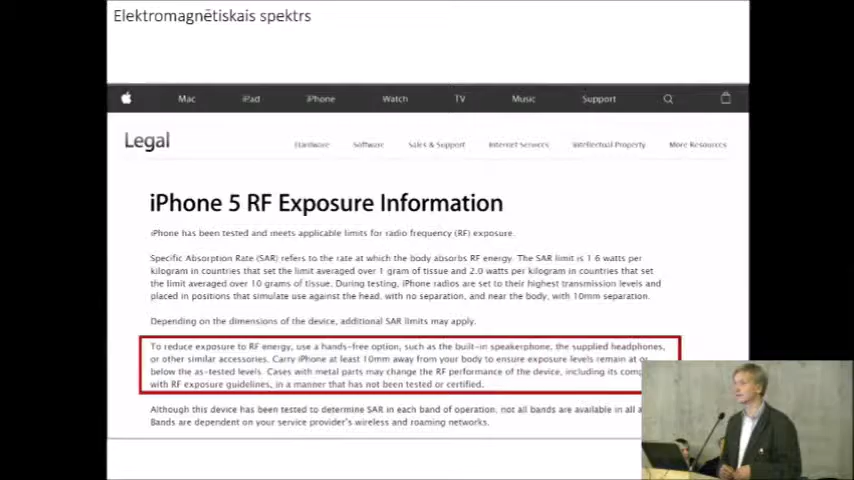 Elektromagnētiskais spektrs
Mac iPad iPhone Watch TV Music Support
Legal
Hardware Software Sales & Support Internet Services Intellectual Property More Resources
iPhone 5 RF Exposure Information
iPhone has been tested and meets applicable limits for radio frequency (RF) exposure.
Specific Absorption Rate (SAR) refers to the rate at which the body absorbs RF energy. The SAR limit is 1.6 watts per
kilogram in countries that set the limit averaged over 1 gram of tissue and 2.0 watts per kilogram in countries that set
the limit averaged over 10 grams of tissue. During testing, iPhone radios are set to their highest transmission levels and
placed in positions that simulate use against the head, with no separation, and near the body, with 10mm separation.
Depending on the dimensions of the device, additional SAR limits may apply.
To reduce exposure to RF energy, use a hands-free option, such as the built-in speakerphone, the supplied headphones,
or other similar accessories. Carry iPhone at least 10mm away from your body to ensure exposure levels remain at or
below the as-tested levels. Cases with metal parts may change the RF performance of the device, including its comp
with RF exposure guidelines, in a manner that has not been tested or certified.
Although this device has been tested to determine SAR in each band of operation, not all bands are available in all a
Bands are dependent on your service provider's wireless and roaming networks.